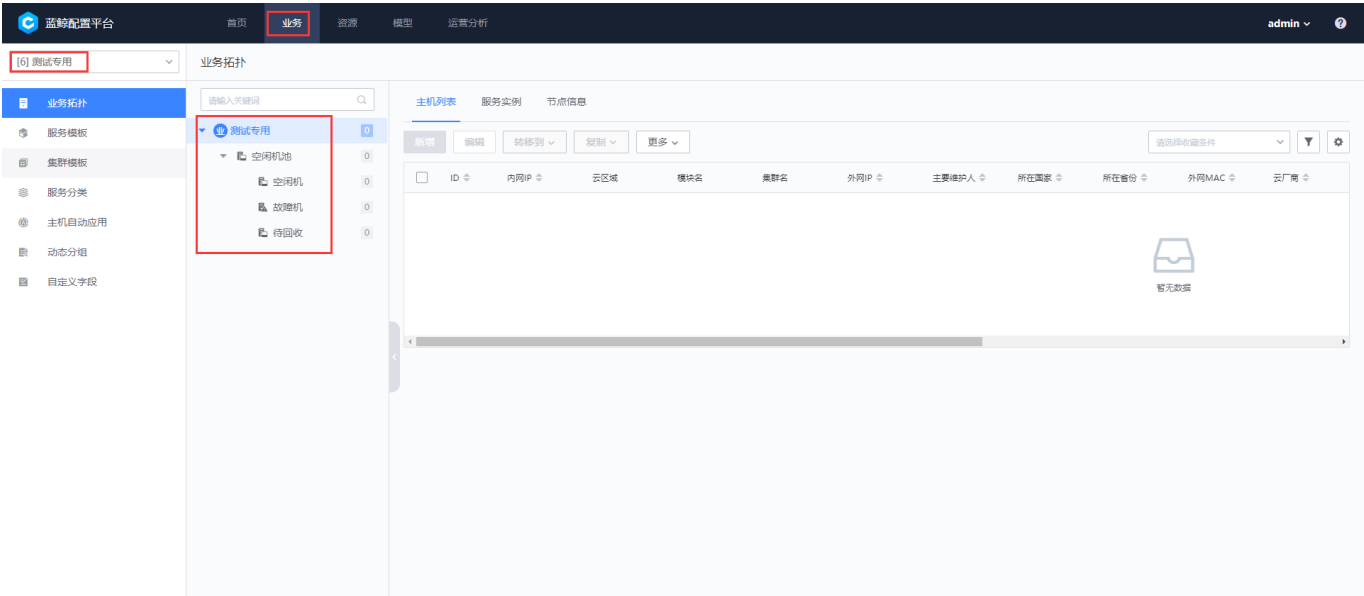 蓝鲸配置平台 首页 业务 资源 模型 运营分析 admin
[6] 测试专用
业务拓扑
业务拓扑
服务模板
集群模板
服务分类
主机自动应用
动态分组
自定义字段
请输入关键词
测试专用 0
空闲机池 0
空闲机 0
故障机 0
待回收 0
主机列表 服务实例 节点信息
新增 编辑 转移到 复制 更多 请选择收藏条件
ID 内网IP 云区域 模块名 集群名 外网IP 主要维护人 所在国家 所在省份 外网MAC 云厂商
暂无数据